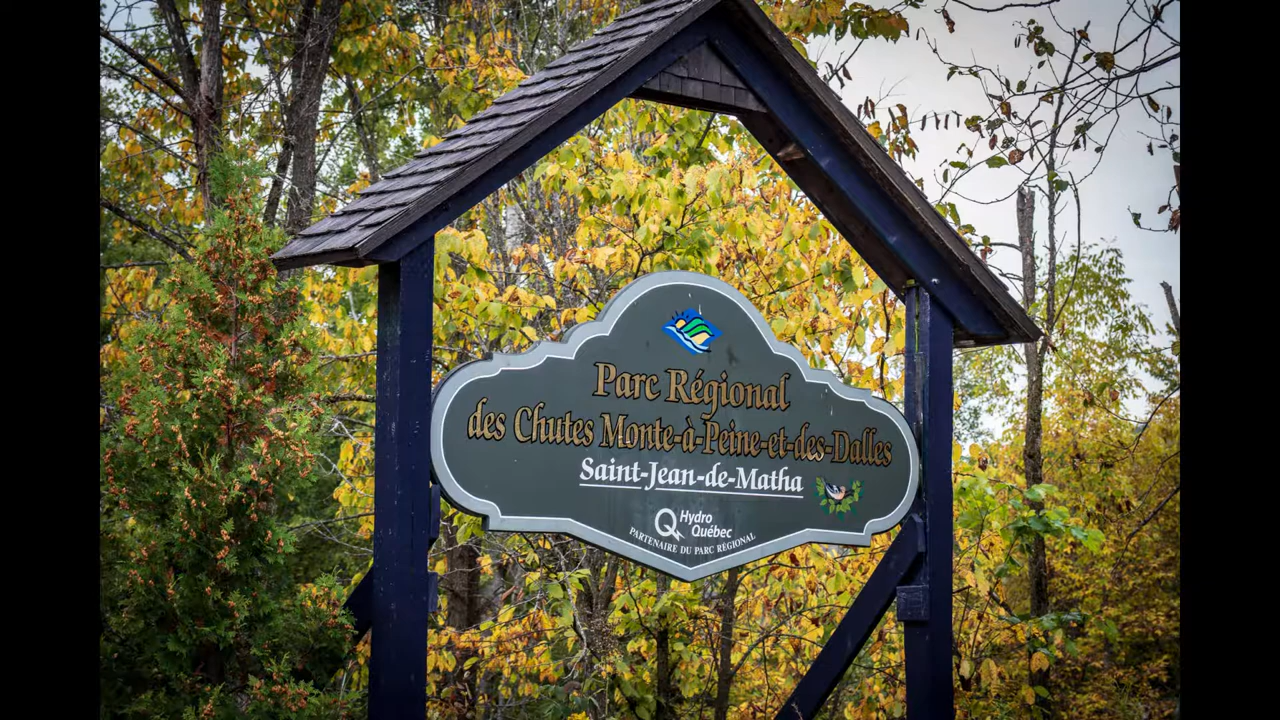 Parc Régional
des Chutes Monte-à-Peine-et-des-Dalles
Saint-Jean-de-Matha
Hydro
Québec
PARTENAIRE DU PARC RÉGIONAL